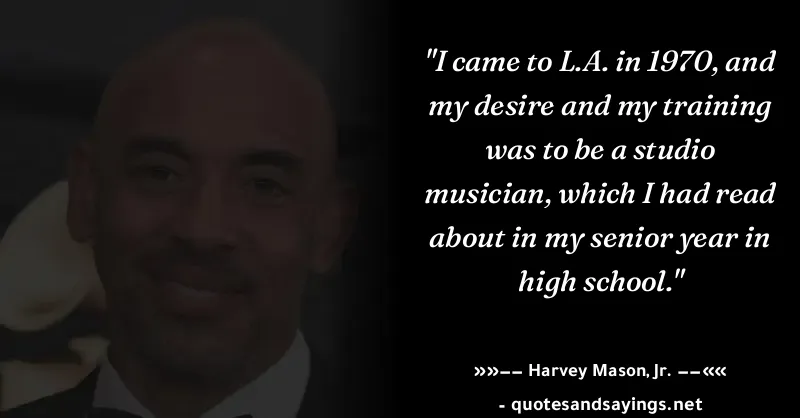 "I came to L.A. in 1970, and
my desire and my training
was to be a studio
musician, which I had read
about in my senior year in
high school."
»»–– Harvey Mason, Jr. ––««
- quotesandsayings.net